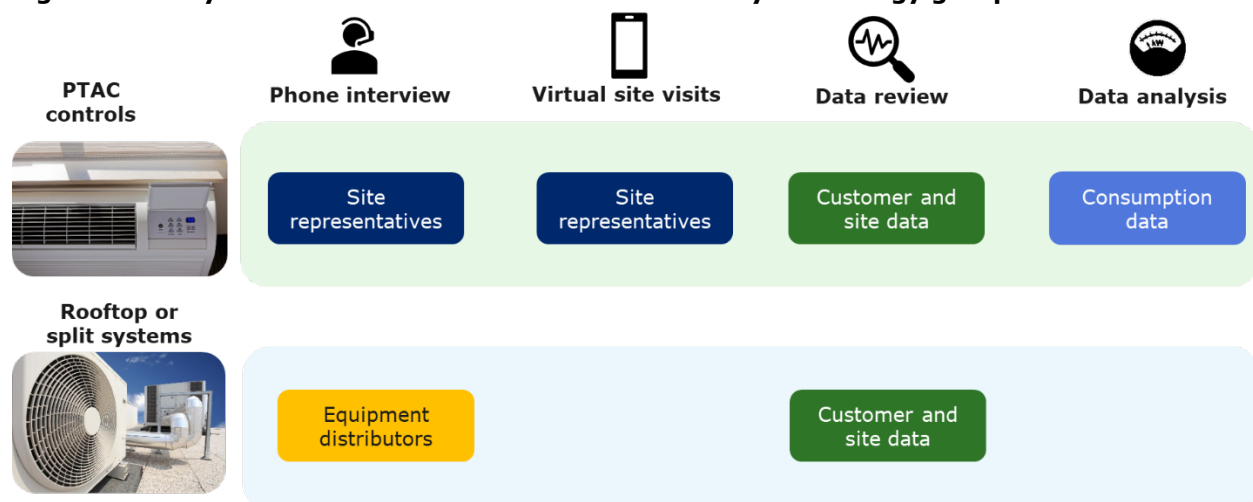 PTAC
controls
Phone interview
Virtual site visits
Data review
Data analysis
Site
representatives
Site
representatives
Customer and
site data
Consumption
data
Rooftop or
split systems
Equipment
distributors
Customer and
site data